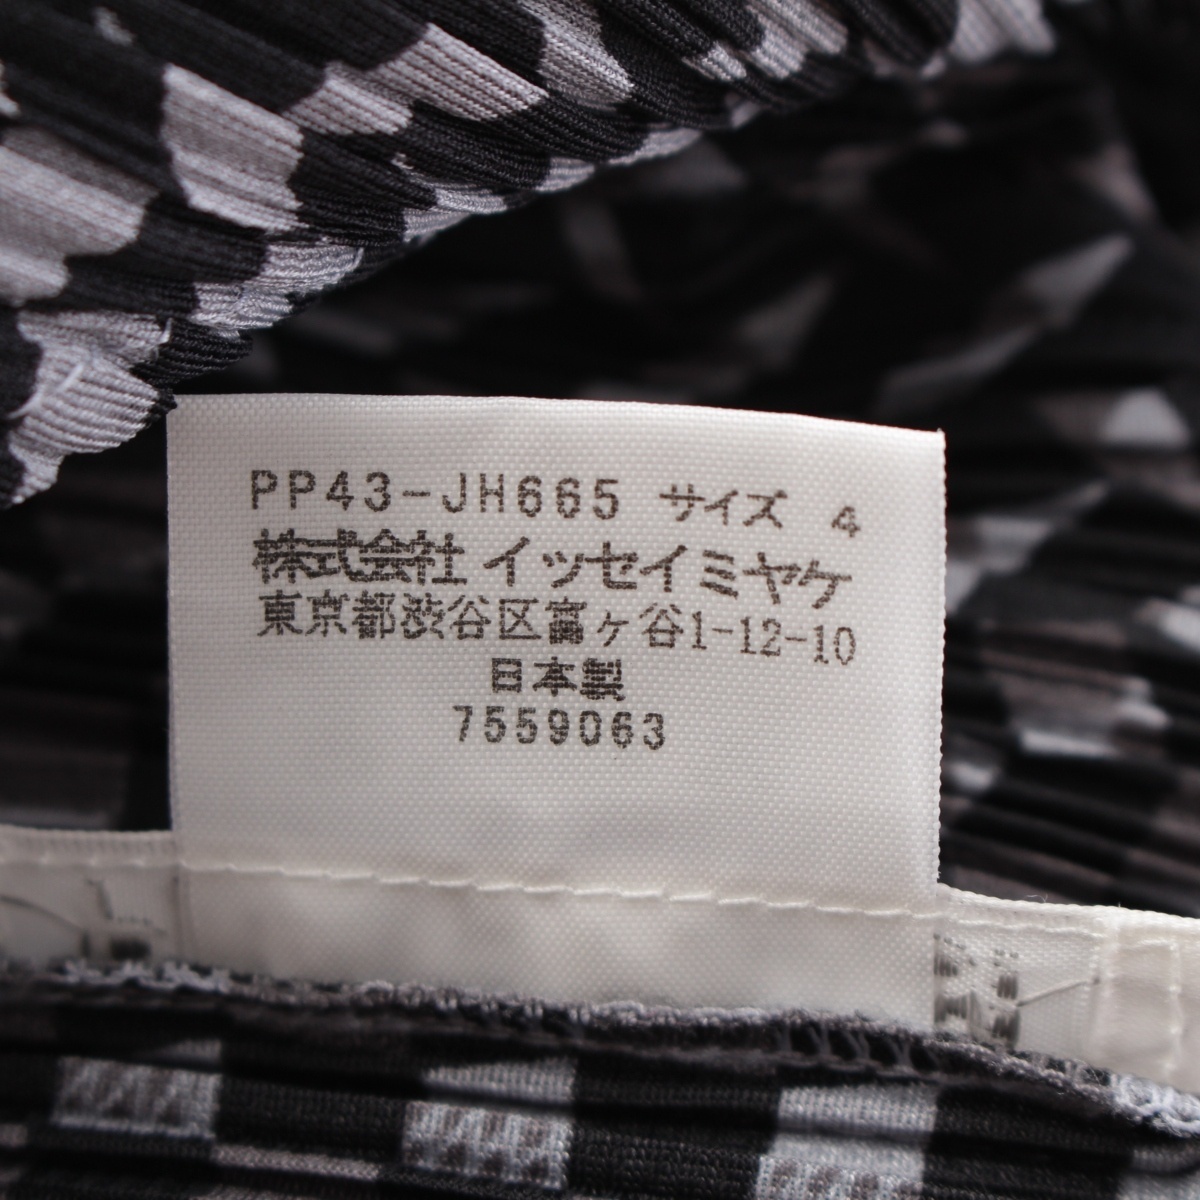 PP43-JH665 サイズ 4
株式会社 イッセイミヤケ
東京都渋谷区富ヶ谷1-12-10
日本製
7559063